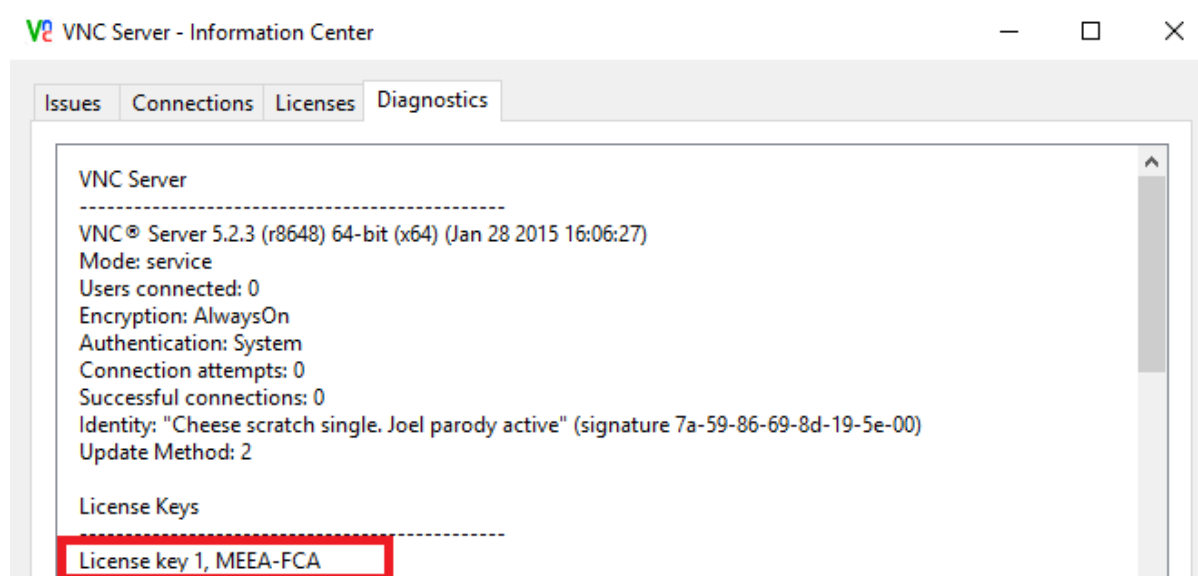 VNC Server - Information Center
Issues Connections Licenses Diagnostics
VNC Server
-----------------------------------------------
VNC® Server 5.2.3 (r8648) 64-bit (x64) (Jan 28 2015 16:06:27)
Mode: service
Users connected: 0
Encryption: AlwaysOn
Authentication: System
Connection attempts: 0
Successful connections: 0
Identity: "Cheese scratch single. Joel parody active" (signature 7a-59-86-69-8d-19-5e-00)
Update Method: 2
License Keys
-----------------------------------------------
License key 1, MEEA-FCA